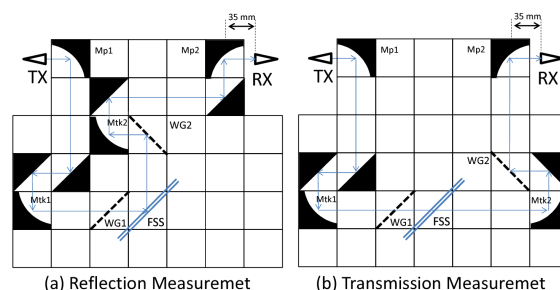 35 mm
Mp1
Mp2
TX
RX
Mtk2
WG2
Mtk1
WG1
FSS
(a) Reflection Measuremet
35 mm
Mp1
Mp2
TX
RX
WG2
Mtk1
Mtk2
WG1
FSS
(b) Transmission Measuremet